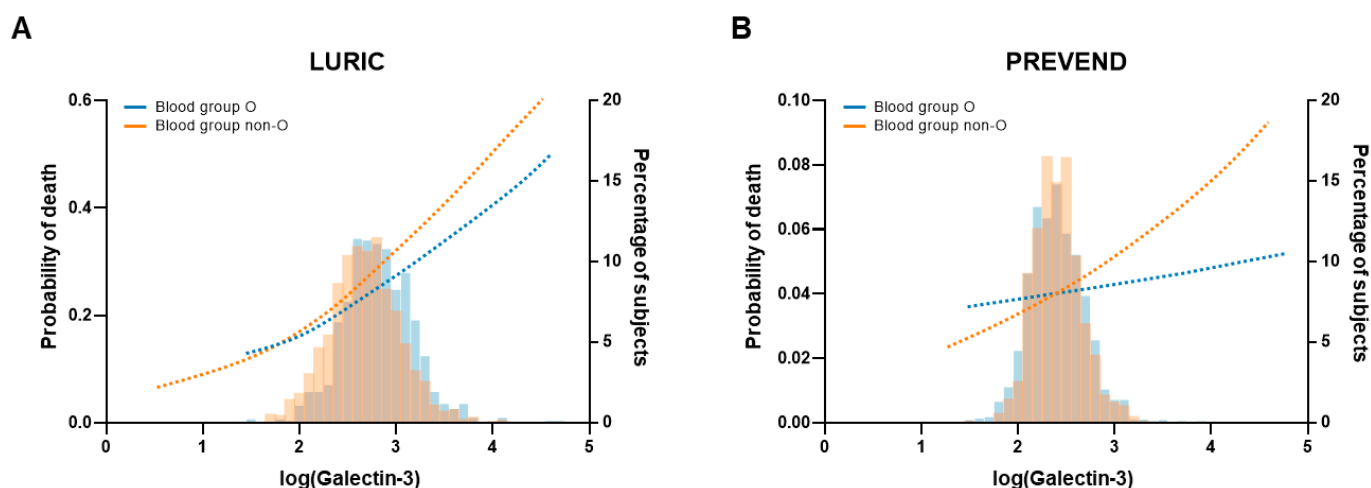 A
LURIC
Blood group O
Blood group non-O
Probability of death
0.6
0.4
0.2
0.0
Percentage of subjects
20
15
10
5
0
0 1 2 3 4 5
log(Galectin-3)
B
PREVEND
Blood group O
Blood group non-O
Probability of death
0.10
0.08
0.06
0.04
0.02
0.00
Percentage of subjects
20
15
10
5
0
0 1 2 3 4 5
log(Galectin-3)